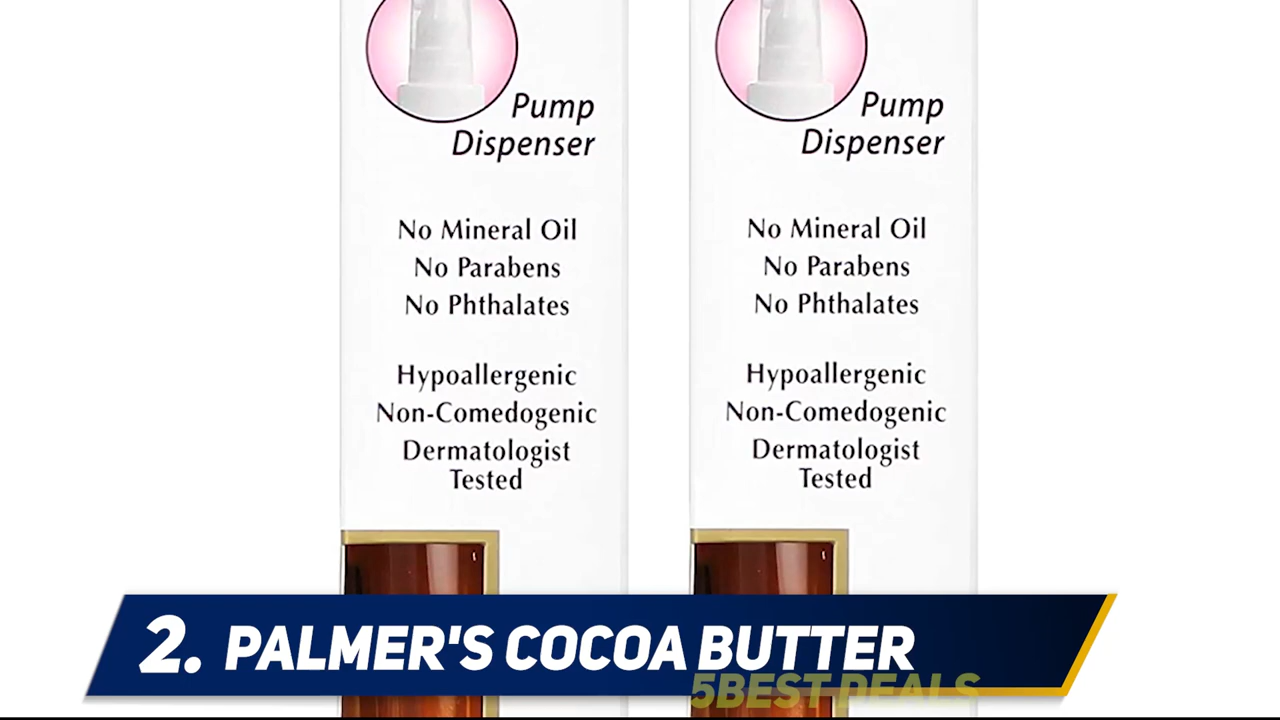 Pump
Dispenser
No Mineral Oil
No Parabens
No Phthalates
Hypoallergenic
Non-Comedogenic
Dermatologist
Tested
Pump
Dispenser
No Mineral Oil
No Parabens
No Phthalates
Hypoallergenic
Non-Comedogenic
Dermatologist
Tested
2. PALMER'S COCOA BUTTER
5BEST DEALS